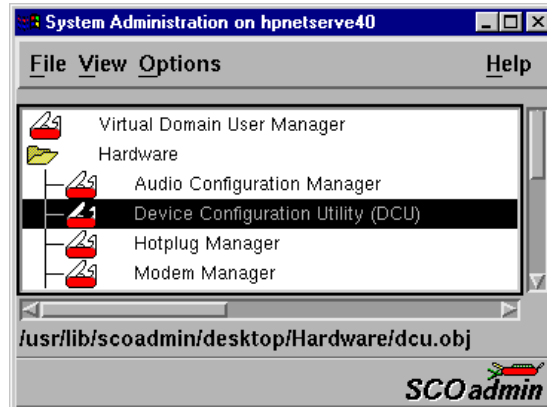 System Administration on hpnetserve40
File View Options Help
Virtual Domain User Manager
Hardware
Audio Configuration Manager
Device Configuration Utility (DCU)
Hotplug Manager
Modem Manager
/usr/lib/scoadmin/desktop/Hardware/dcu.obj
SCOadmin